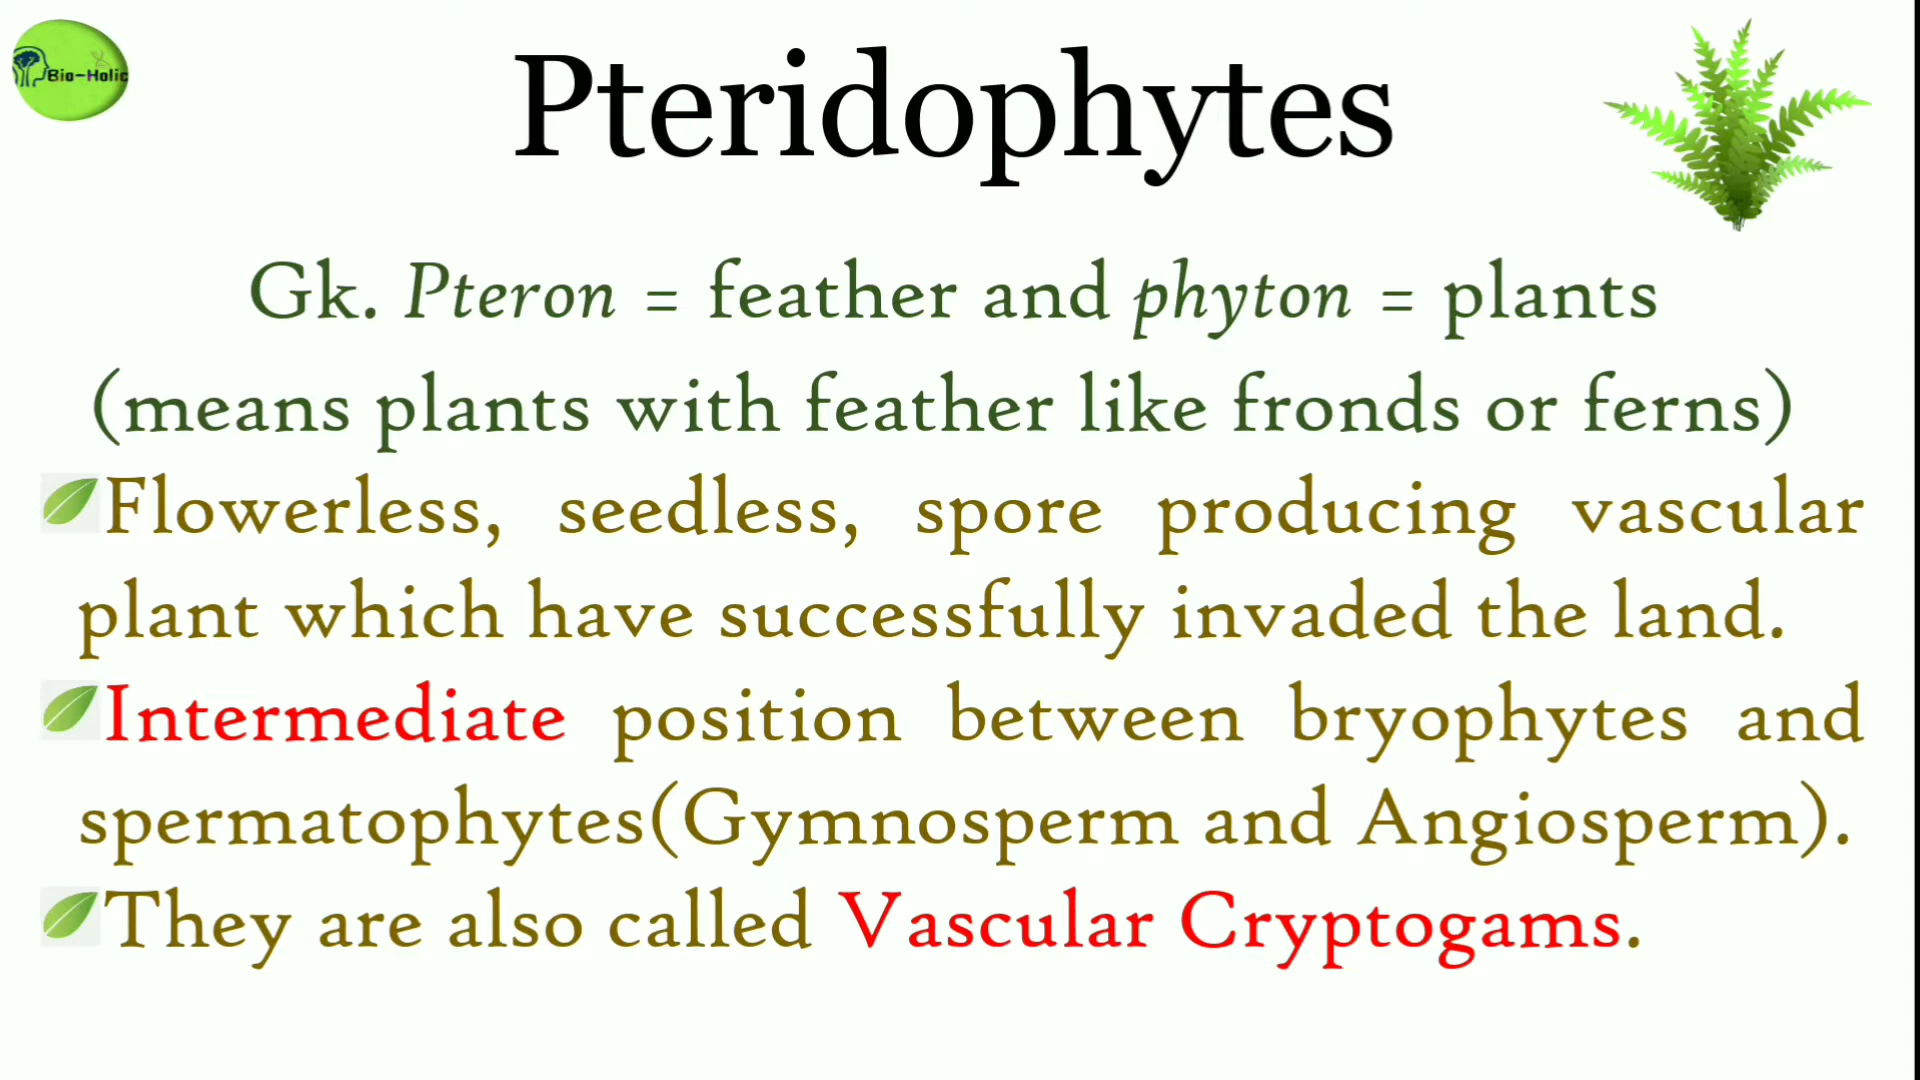 Bio-Holic
Pteridophytes
Gk. Pteron = feather and phyton = plants
(means plants with feather like fronds or ferns)
Flowerless, seedless, spore producing vascular
plant which have successfully invaded the land.
Intermediate position between bryophytes and
spermatophytes(Gymnosperm and Angiosperm).
They are also called Vascular Cryptogams.